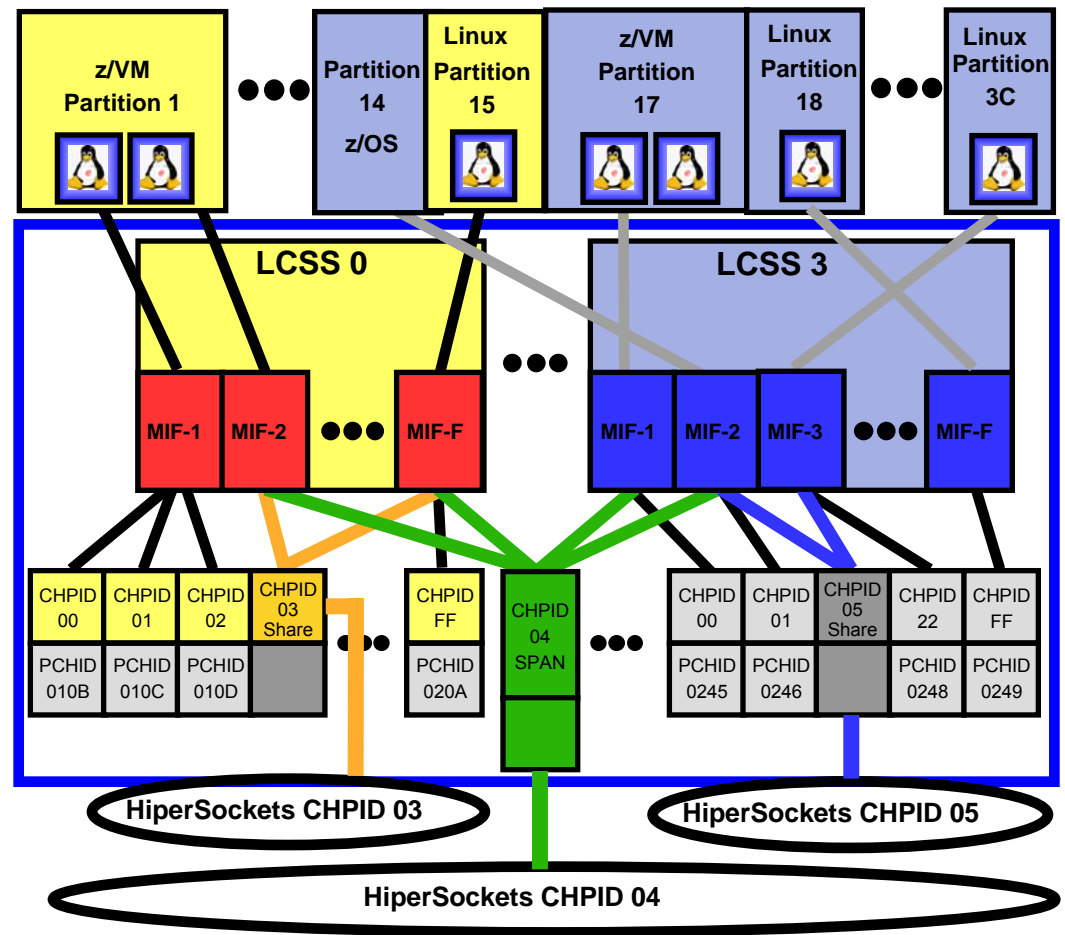 z/VM
Partition 1
Partition
14
z/OS
Linux
Partition
15
z/VM
Partition
17
Linux
Partition
18
Linux
Partition
3C
LCSS 0
LCSS 3
MIF-1
MIF-2
MIF-F
MIF-1
MIF-2
MIF-3
MIF-F
CHPID
00
CHPID
01
CHPID
02
CHPID
03
Share
CHPID
FF
CHPID
04
SPAN
CHPID
00
CHPID
01
CHPID
05
Share
CHPID
22
CHPID
FF
PCHID
010B
PCHID
010C
PCHID
010D
PCHID
020A
PCHID
0245
PCHID
0246
PCHID
0248
PCHID
0249
HiperSockets CHPID 03
HiperSockets CHPID 05
HiperSockets CHPID 04